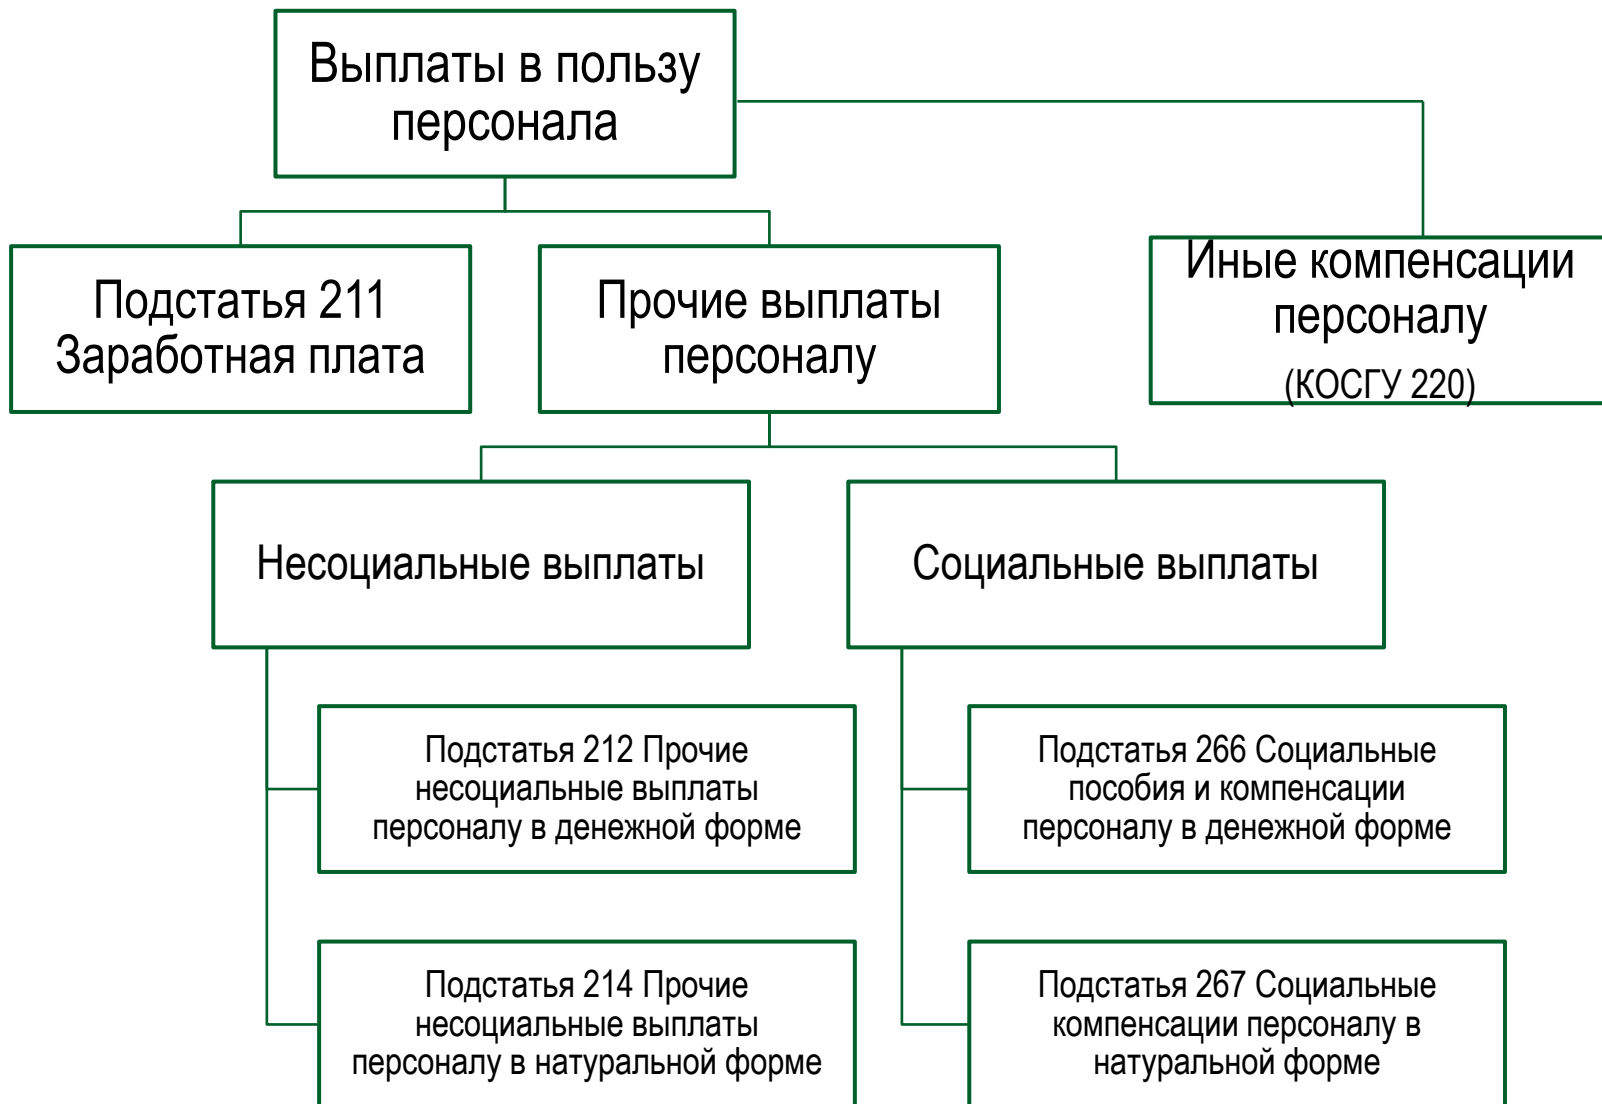 Выплаты в пользу
персонала
Подстатья 211
Заработная плата
Прочие выплаты
персоналу
Иные компенсации
персоналу
(КОСГУ 220)
Несоциальные выплаты
Социальные выплаты
Подстатья 212 Прочие
несоциальные выплаты
персоналу в денежной форме
Подстатья 266 Социальные
пособия и компенсации
персоналу в денежной форме
Подстатья 214 Прочие
несоциальные выплаты
персоналу в натуральной форме
Подстатья 267 Социальные
компенсации персоналу в
натуральной форме